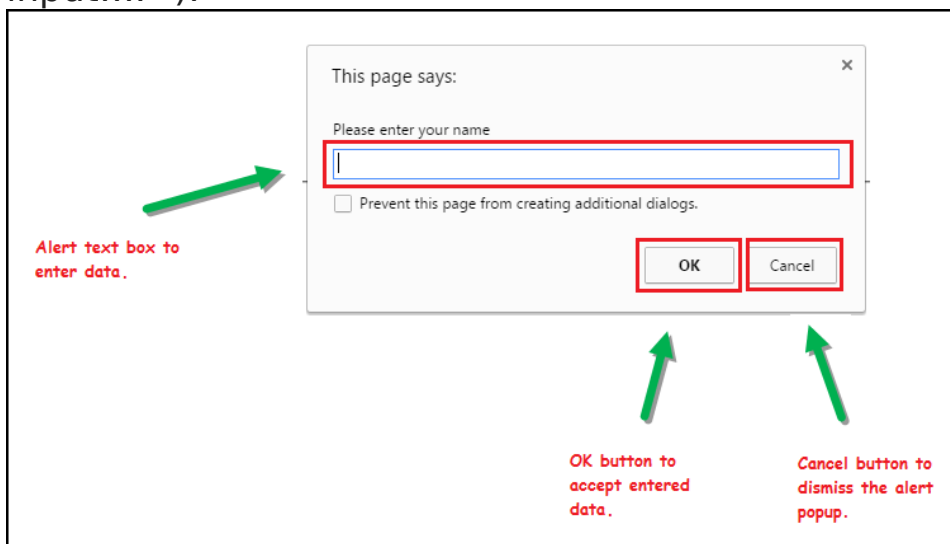 This page says:
×
Please enter your name
Prevent this page from creating additional dialogs.
Alert text box to
enter data.
OK
Cancel
OK button to
accept entered
data.
Cancel button to
dismiss the alert
popup.